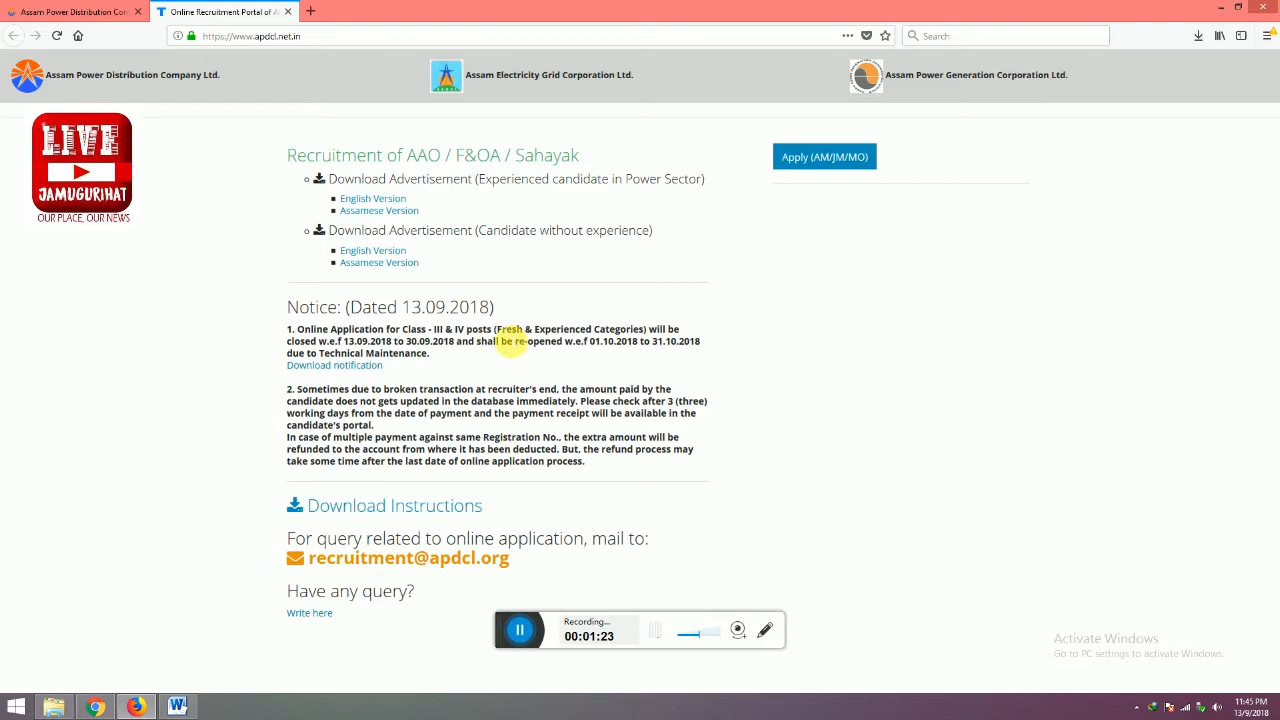 Assam Power Distribution Com
Online Recruitment Portal of A
https://www.apdcl.net.in
Search
Assam Power Distribution Company Ltd.
Assam Electricity Grid Corporation Ltd.
Assam Power Generation Corporation Ltd.
LIVE
JAMUGURIHAT
OUR PLACE, OUR NEWS
Recruitment of AAO / F&OA / Sahayak
Apply (AM/JM/MO)
Download Advertisement (Experienced candidate in Power Sector)
English Version
Assamese Version
Download Advertisement (Candidate without experience)
English Version
Assamese Version
Notice: (Dated 13.09.2018)
1. Online Application for Class - III & IV posts (Fresh & Experienced Categories) will be
closed w.e.f 13.09.2018 to 30.09.2018 and shall be re-opened w.e.f 01.10.2018 to 31.10.2018
due to Technical Maintenance.
Download notification
2. Sometimes due to broken transaction at recruiter's end, the amount paid by the
candidate does not gets updated in the database immediately. Please check after 3 (three)
working days from the date of payment and the payment receipt will be available in the
candidate's portal.
In case of multiple payment against same Registration No., the extra amount will be
refunded to the account from where it has been deducted. But, the refund process may
take some time after the last date of online application process.
Download Instructions
For query related to online application, mail to:
recruitment@apdcl.org
Have any query?
Write here
Recording...
00:01:23
Activate Windows
Go to PC settings to activate Windows.
11:45 PM
13/9/2018